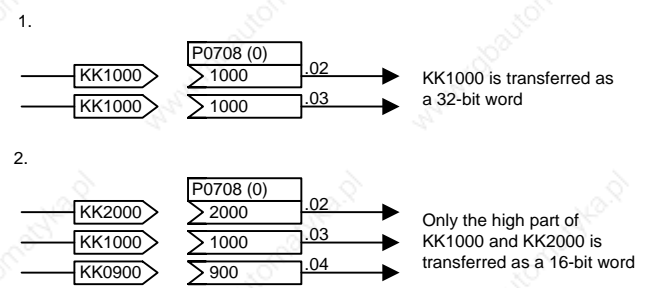 1.
P0708 (0)
KK1000 1000 .02
KK1000 1000 .03
KK1000 is transferred as
a 32-bit word
2.
P0708 (0)
KK2000 2000 .02
KK1000 1000 .03
KK0900 900 .04
Only the high part of
KK1000 and KK2000 is
transferred as a 16-bit word